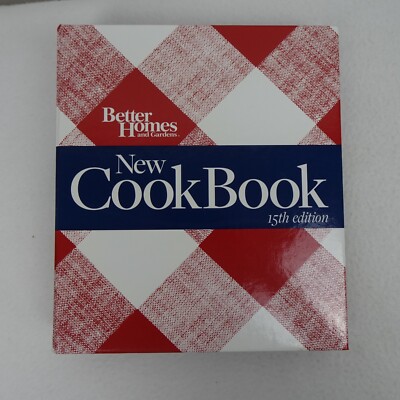 Better
Homes
and Gardens.
New
CookBook
15th edition